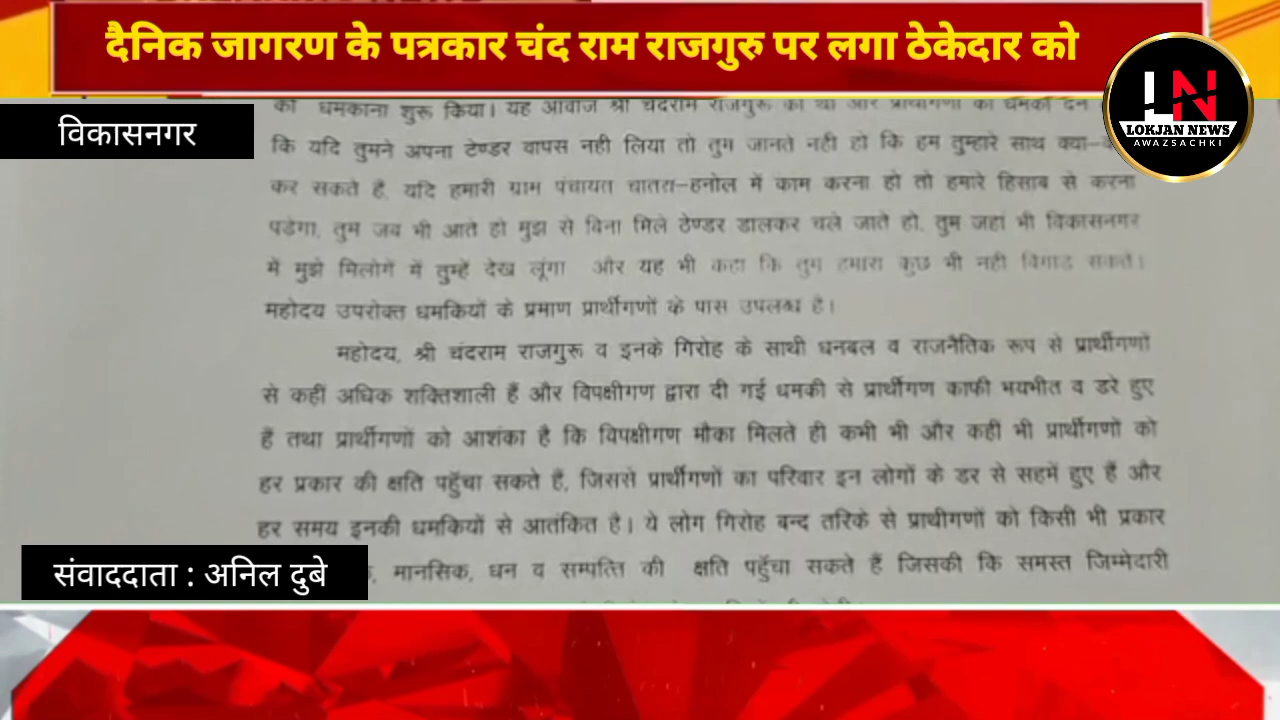 दैनिक जागरण के पत्रकार चंद राम राजगुरु पर लगा ठेकेदार को
LN
LOKJAN NEWS
AWAZSACHKI
विकासनगर
को धमकाना शुरू किया। यह आवाज श्री चंदराम राजगुरू का था और प्रार्थीगणों को धमकी देने
कि यदि तुमने अपना टेण्डर वापस नही लिया तो तुम जानते नही हो कि हम तुम्हारे साथ
कर सकते हैं, यदि हमारी ग्राम पंचायत चातरा-हनोल में काम करना हो तो हमारे हिसाब से करना
पडेगा, तुम जब भी आते हो मुझ से बिना मिले ठेण्डर डालकर चले जाते हो, तुम जहां भी विकासनगर
में मुझे मिलोगें में तुम्हें देख लूंगा और यह भी कहा कि तुम हमारा कुछ भी नही बिगाड सकते।
महोदय उपरोक्त धमकियों के प्रमाण प्रार्थीगणों के पास उपलब्ध है।
महोदय, श्री चंदराम राजगुरू व इनके गिरोह के साथी धनबल व राजनैतिक रूप से प्रार्थीगणों
से कहीं अधिक शक्तिशाली हैं और विपक्षीगण द्वारा दी गई धमकी से प्रार्थीगण काफी भयभीत व डरे हुए
हैं तथा प्रार्थीगणों को आशंका है कि विपक्षीगण मौका मिलते ही कभी भी और कहीं भी प्रार्थीगणों को
हर प्रकार की क्षति पहुँचा सकते हैं, जिससे प्रार्थीगणों का परिवार इन लोगों के डर से सहमें हुए हैं और
हर समय इनकी धमकियों से आतंकित है। ये लोग गिरोह बन्द तरिके से प्राथीगणों को किसी भी प्रकार
मानसिक, धन व सम्पत्ति की क्षति पहुँचा सकते हैं जिसकी कि समस्त जिम्मेदारी
संवाददाता : अनिल दुबे